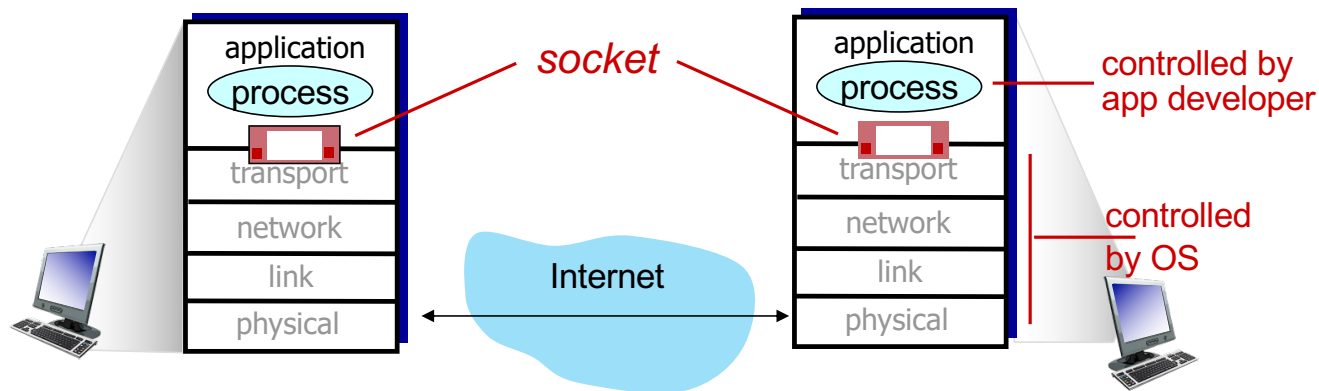 application
process
transport
network
link
physical
socket
Internet
application
process
transport
network
link
physical
controlled by
app developer
controlled
by OS